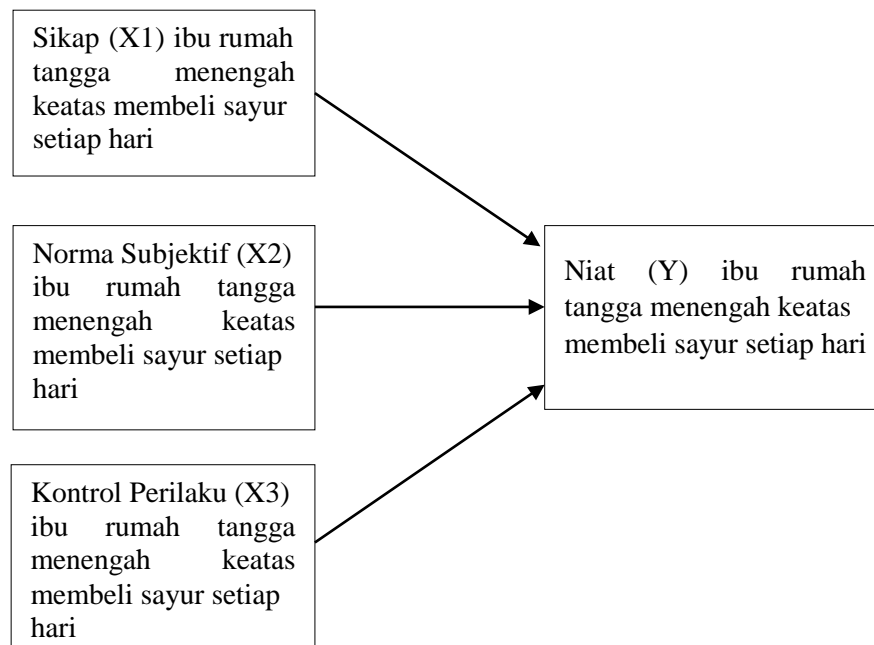 Sikap (X1) ibu rumah
tangga menengah
keatas membeli sayur
setiap hari
Norma Subjektif (X2)
ibu rumah tangga
menengah keatas
membeli sayur setiap
hari
Kontrol Perilaku (X3)
ibu rumah tangga
menengah keatas
membeli sayur setiap
hari
Niat (Y) ibu rumah
tangga menengah keatas
membeli sayur setiap hari